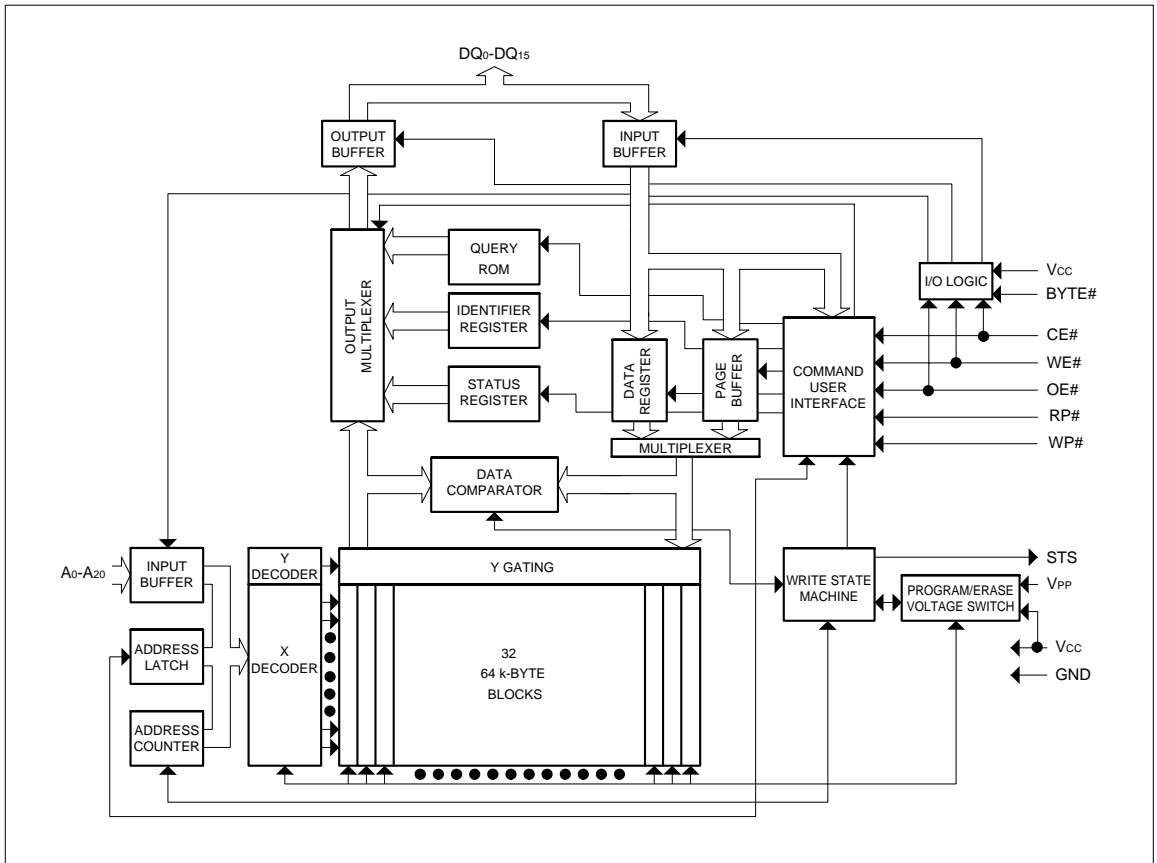 DQ0-DQ15
OUTPUT
BUFFER
INPUT
BUFFER
OUTPUT
MULTIPLEXER
QUERY
ROM
IDENTIFIER
REGISTER
STATUS
REGISTER
DATA
REGISTER
PAGE
BUFFER
COMMAND
USER
INTERFACE
I/O LOGIC
VCC
BYTE#
CE#
WE#
OE#
RP#
WP#
MULTIPLEXER
DATA
COMPARATOR
A0-A20
INPUT
BUFFER
Y
DECODER
Y GATING
ADDRESS
LATCH
X
DECODER
32
64 k-BYTE
BLOCKS
ADDRESS
COUNTER
WRITE STATE
MACHINE
PROGRAM/ERASE
VOLTAGE SWITCH
STS
VPP
VCC
GND